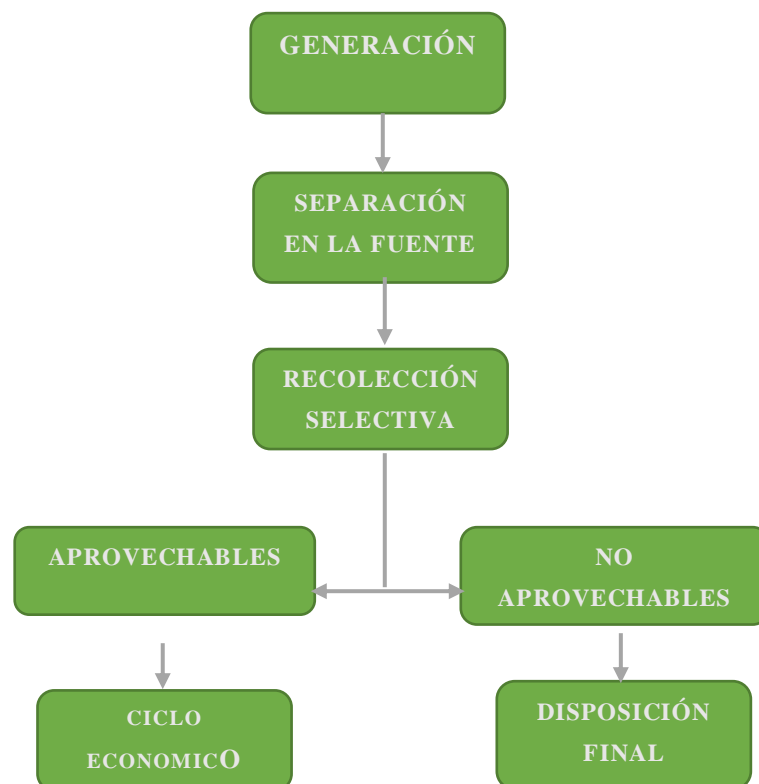 GENERACIÓN
SEPARACIÓN
EN LA FUENTE
RECOLECCIÓN
SELECTIVA
APROVECHABLES
NO
APROVECHABLES
CICLO
ECONOMICO
DISPOSICIÓN
FINAL